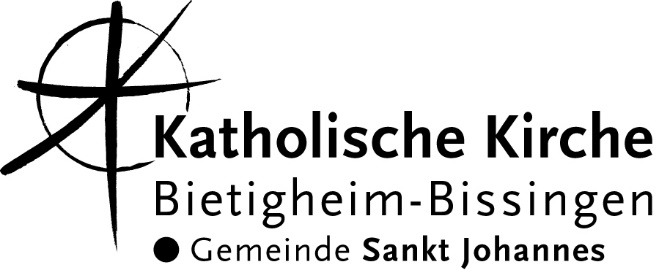 Katholische Kirche
Bietigheim-Bissingen
● Gemeinde Sankt Johannes